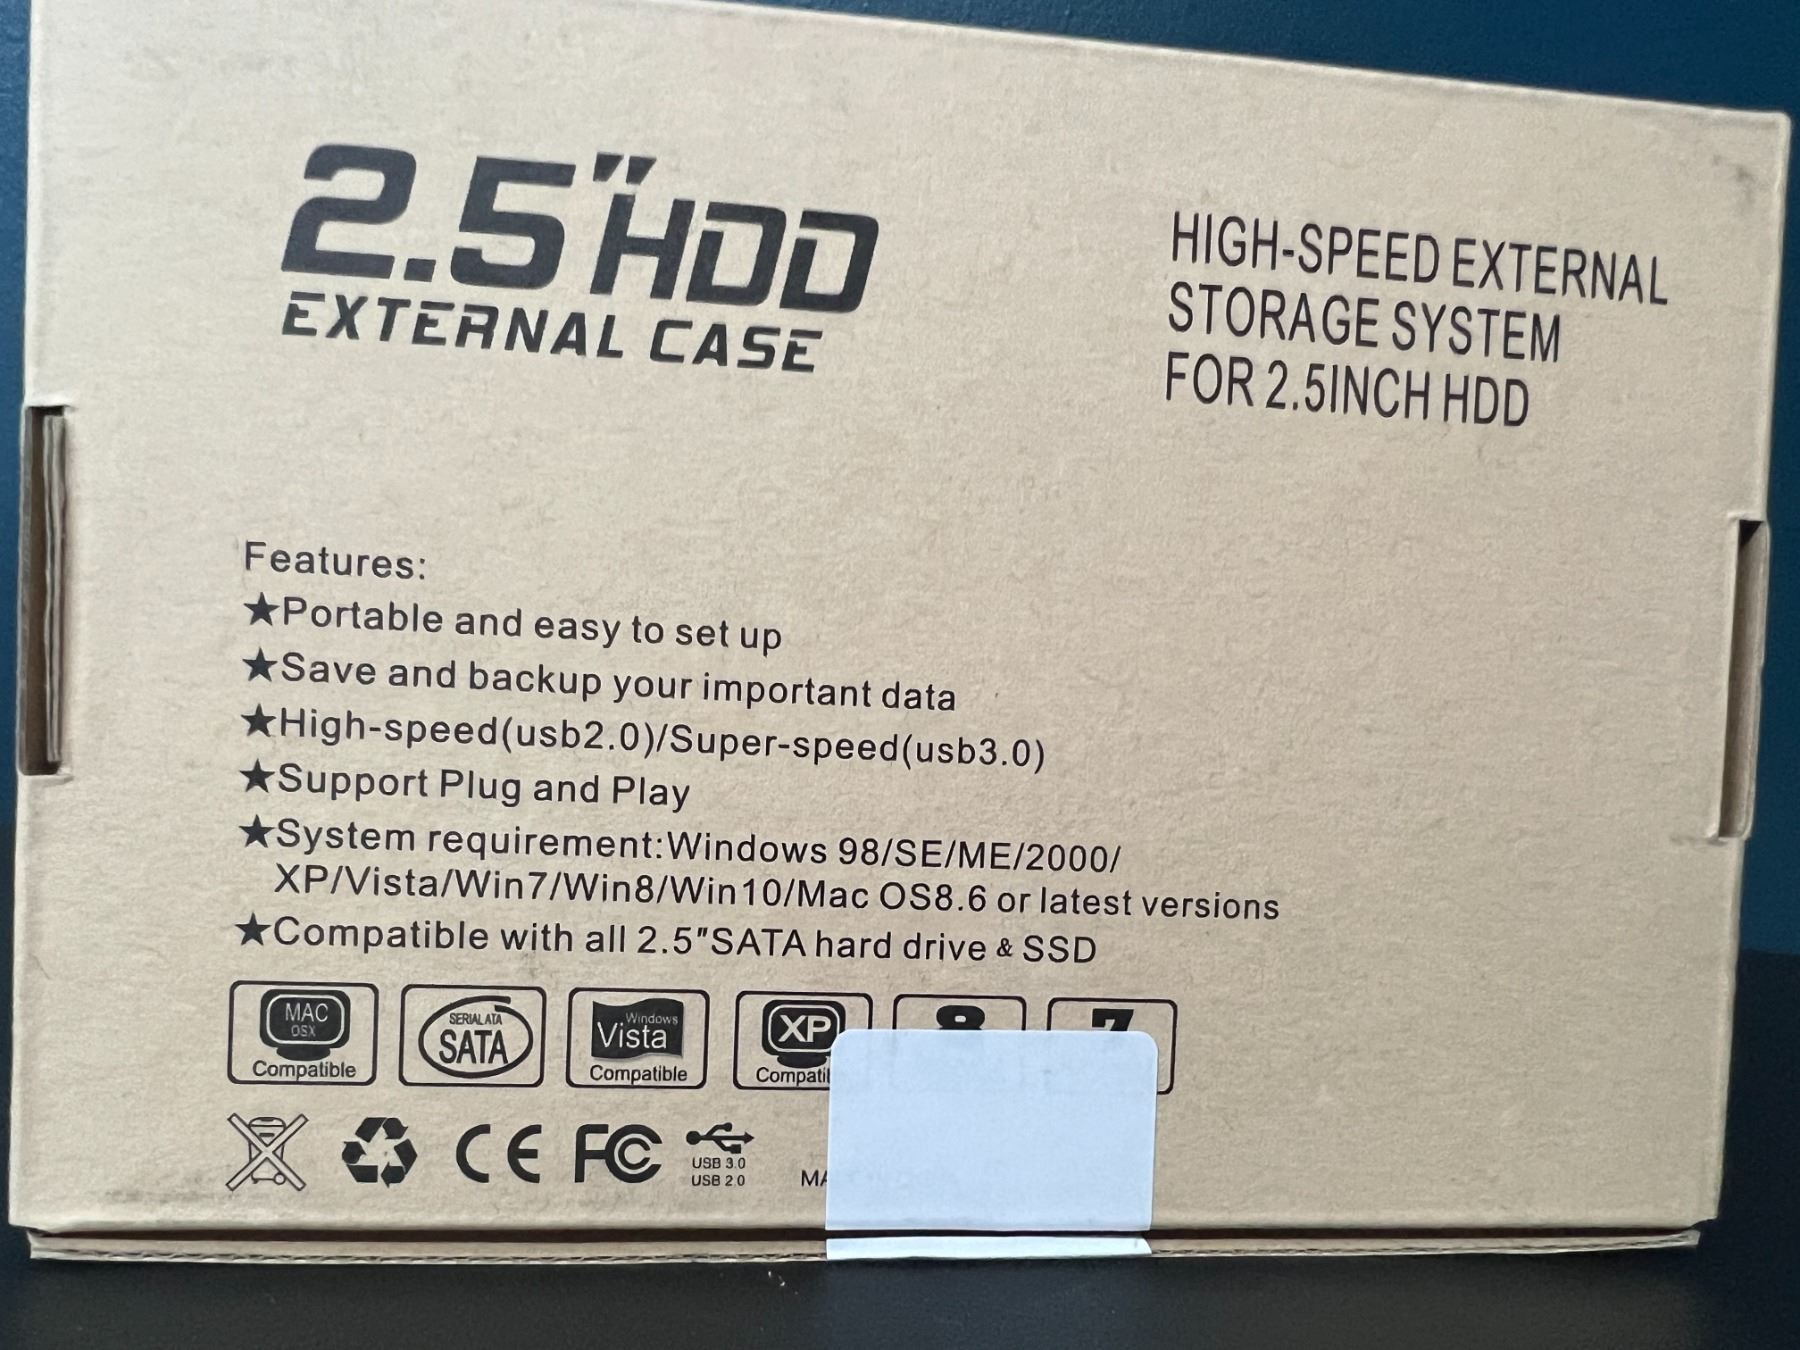 2.5"HDD
EXTERNAL CASE
HIGH-SPEED EXTERNAL
STORAGE SYSTEM
FOR 2.5INCH HDD
Features:
★Portable and easy to set up
★Save and backup your important data
★High-speed(usb2.0)/Super-speed(usb3.0)
★Support Plug and Play
★System requirement:Windows 98/SE/ME/2000/
XP/Vista/Win7/Win8/Win10/Mac OS8.6 or latest versions
★Compatible with all 2.5"SATA hard drive & SSD
MAC
OSX
Compatible
SERIAL ATA
SATA
Windows
Vista
Compatible
XP
8
7
CE
FC
USB 3.0
USB 2.0